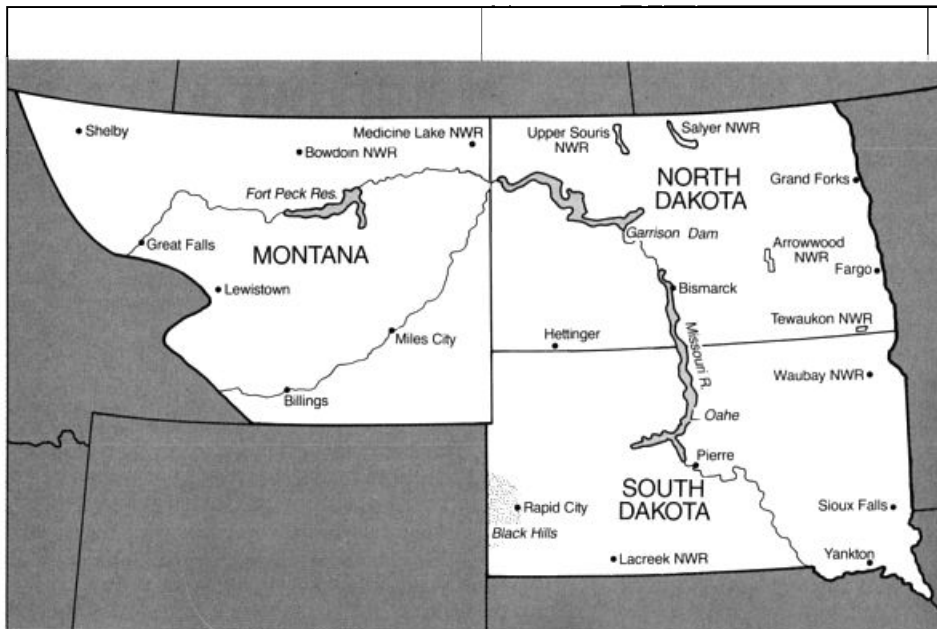 Shelby
Medicine Lake NWR
Bowdoin NWR
Fort Peck Res.
Great Falls
MONTANA
Lewistown
Miles City
Billings
Upper Souris
NWR
Salyer NWR
NORTH
DAKOTA
Grand Forks
Garrison Dam
Arrowwood
NWR
Fargo
Bismarck
Tewaukon NWR
Hettinger
Missouri R.
Waubay NWR
L. Oahe
Pierre
SOUTH
DAKOTA
Rapid City
Sioux Falls
Black Hills
Lacreek NWR
Yankton